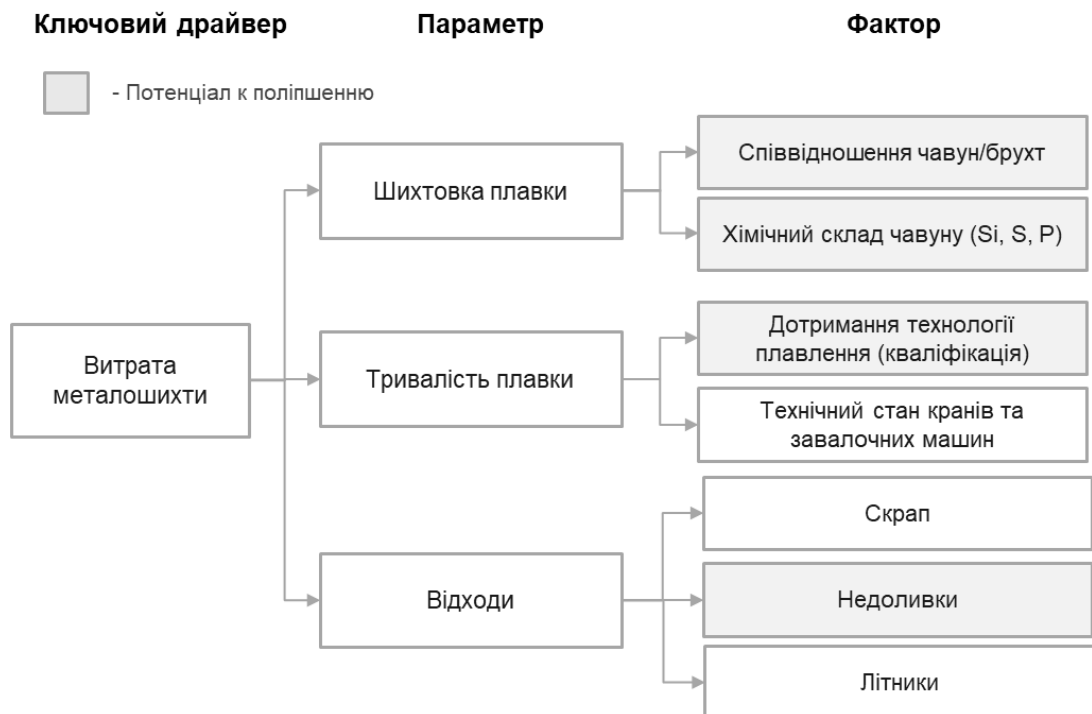 Ключовий драйвер
Параметр
Фактор
- Потенціал к поліпшенню
Витрата
металошихти
Шихтовка плавки
Співвідношення чавун/брухт
Хімічний склад чавуну (Si, S, P)
Тривалість плавки
Дотримання технології
плавлення (кваліфікація)
Технічний стан кранів та
завалочних машин
Відходи
Скрап
Недоливки
Літники